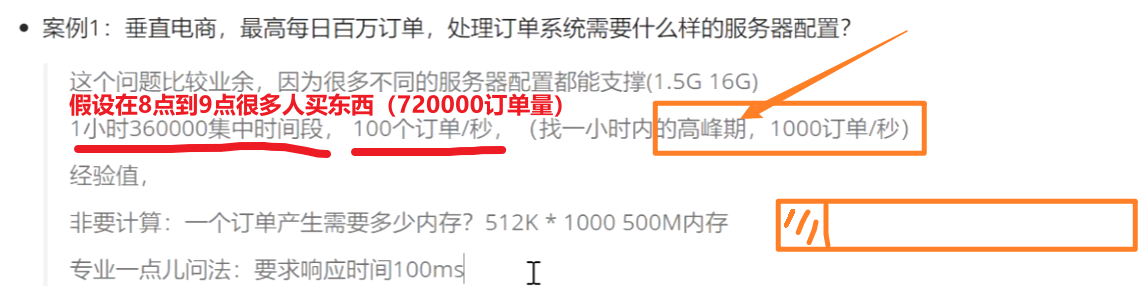 案例1：垂直电商，最高每日百万订单，处理订单系统需要什么样的服务器配置？
这个问题比较业余，因为很多不同的服务器配置都能支撑(1.5G 16G)
假设在8点到9点很多人买东西（720000订单量）
1小时360000集中时间段， 100个订单/秒，（找一小时内的高峰期，1000订单/秒）
经验值，
非要计算：一个订单产生需要多少内存？512K * 1000 500M内存
专业一点儿问法：要求响应时间100ms